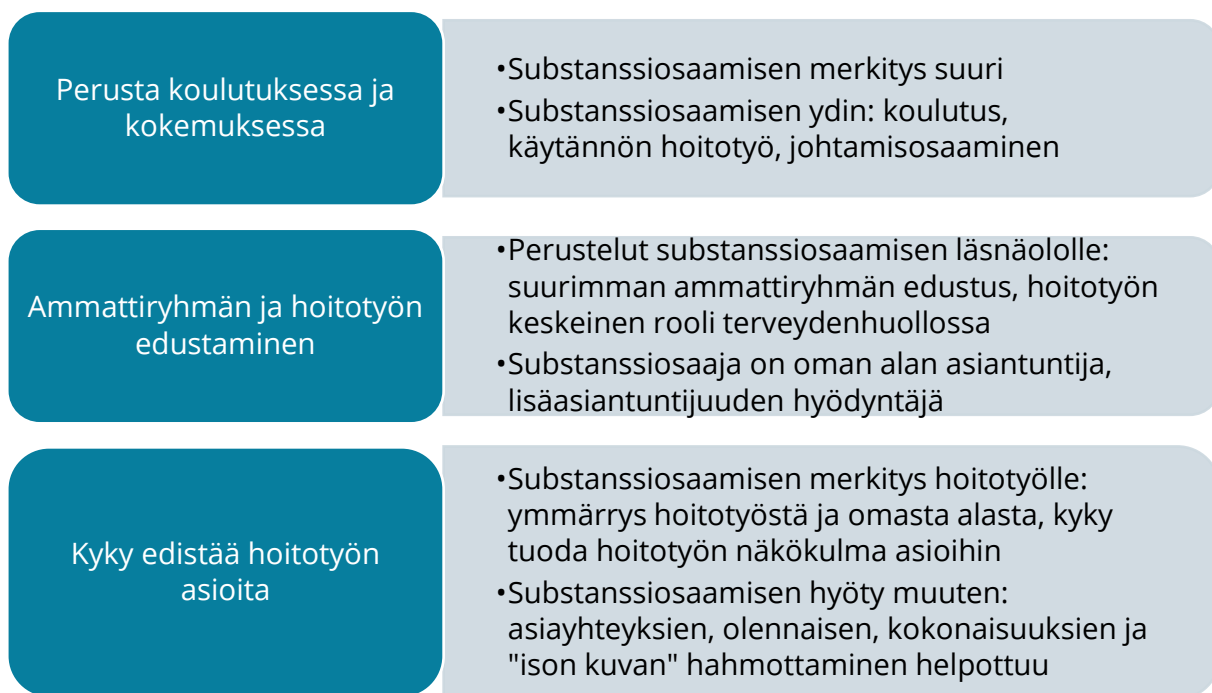 Perusta koulutuksessa ja
kokemuksessa
•Substanssiosaamisen merkitys suuri
•Substanssiosaamisen ydin: koulutus,
käytännön hoitotyö, johtamisosaaminen
Ammattiryhmän ja hoitotyön
edustaminen
•Perustelut substanssiosaamisen läsnäololle:
suurimman ammattiryhmän edustus, hoitotyön
keskeinen rooli terveydenhuollossa
•Substanssiosaaja on oman alan asiantuntija,
lisäasiantuntijuuden hyödyntäjä
Kyky edistää hoitotyön
asioita
•Substanssiosaamisen merkitys hoitotyölle:
ymmärrys hoitotyöstä ja omasta alasta, kyky
tuoda hoitotyön näkökulma asioihin
•Substanssiosaamisen hyöty muuten:
asiayhteyksien, olennaisen, kokonaisuuksien ja
"ison kuvan" hahmottaminen helpottuu